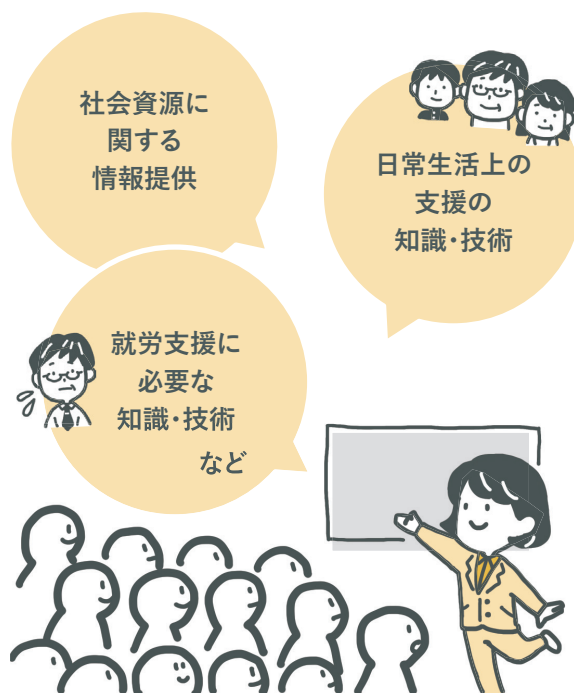 社会資源に
関する
情報提供
日常生活上の
支援の
知識・技術
就労支援に
必要な
知識・技術
など